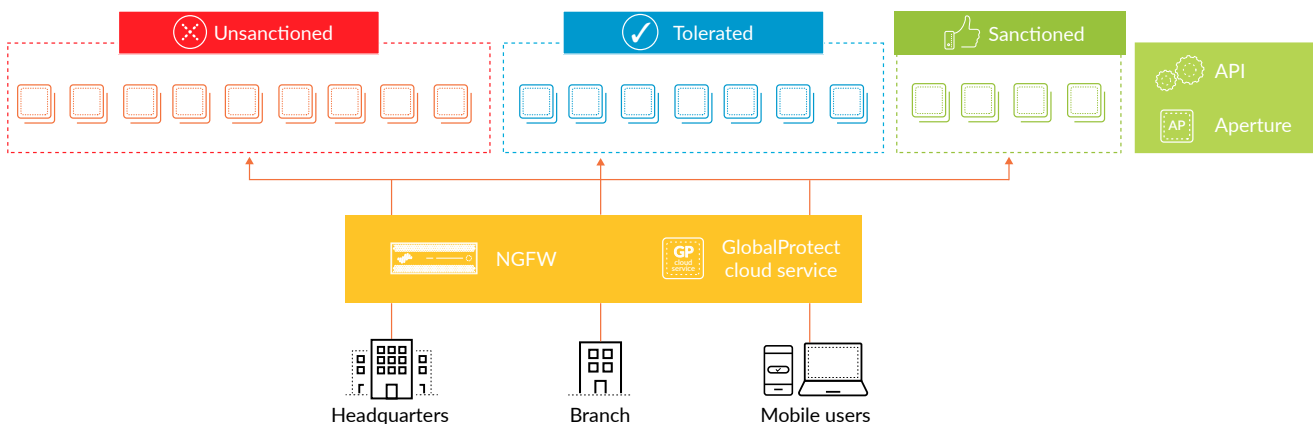 Unsanctioned
Tolerated
Sanctioned
API
AP
Aperture
NGFW
GP
cloud
service
GlobalProtect
cloud service
Headquarters
Branch
Mobile users